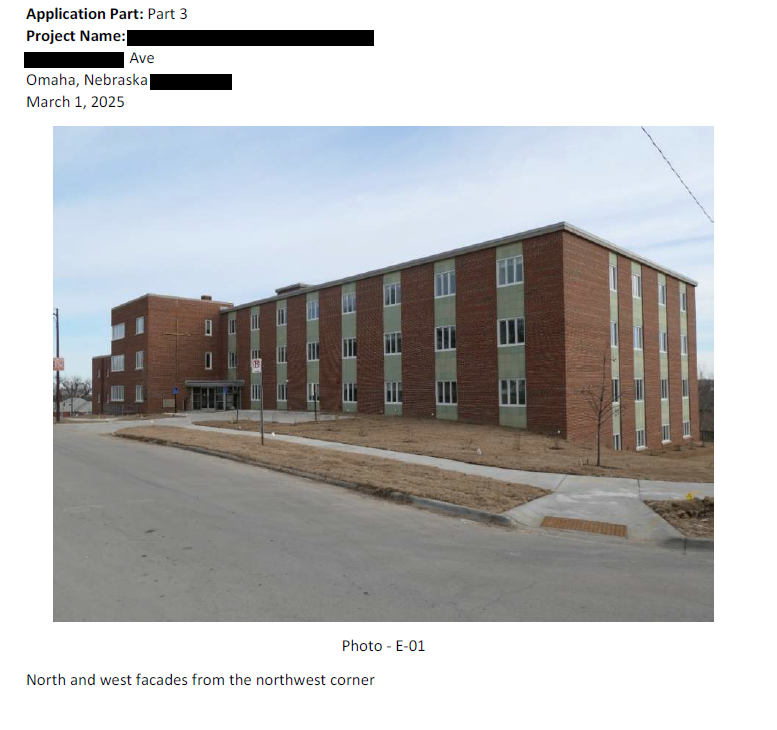 Application Part: Part 3
Project Name:
Ave
Omaha, Nebraska
March 1, 2025
Photo - E-01
North and west facades from the northwest corner